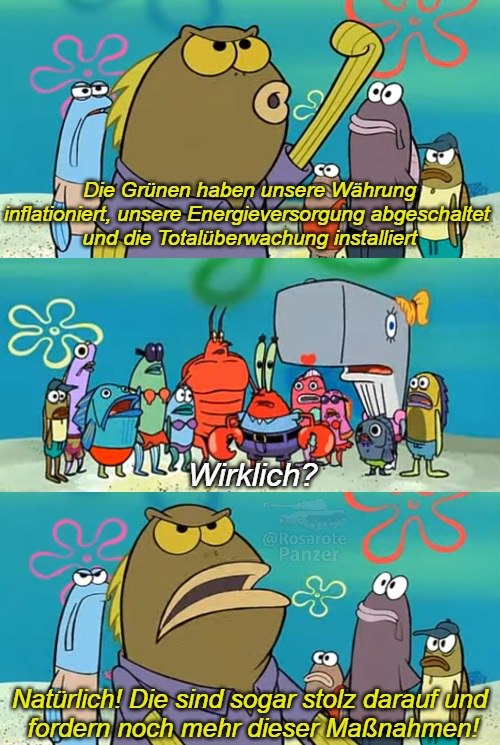 Die Grünen haben unsere Währung
inflationiert, unsere Energieversorgung abgeschaltet
und die Totalüberwachung installiert
Wirklich?
@Rosarote
Panzer
Natürlich! Die sind sogar stolz darauf und
fordern noch mehr dieser Maßnahmen!